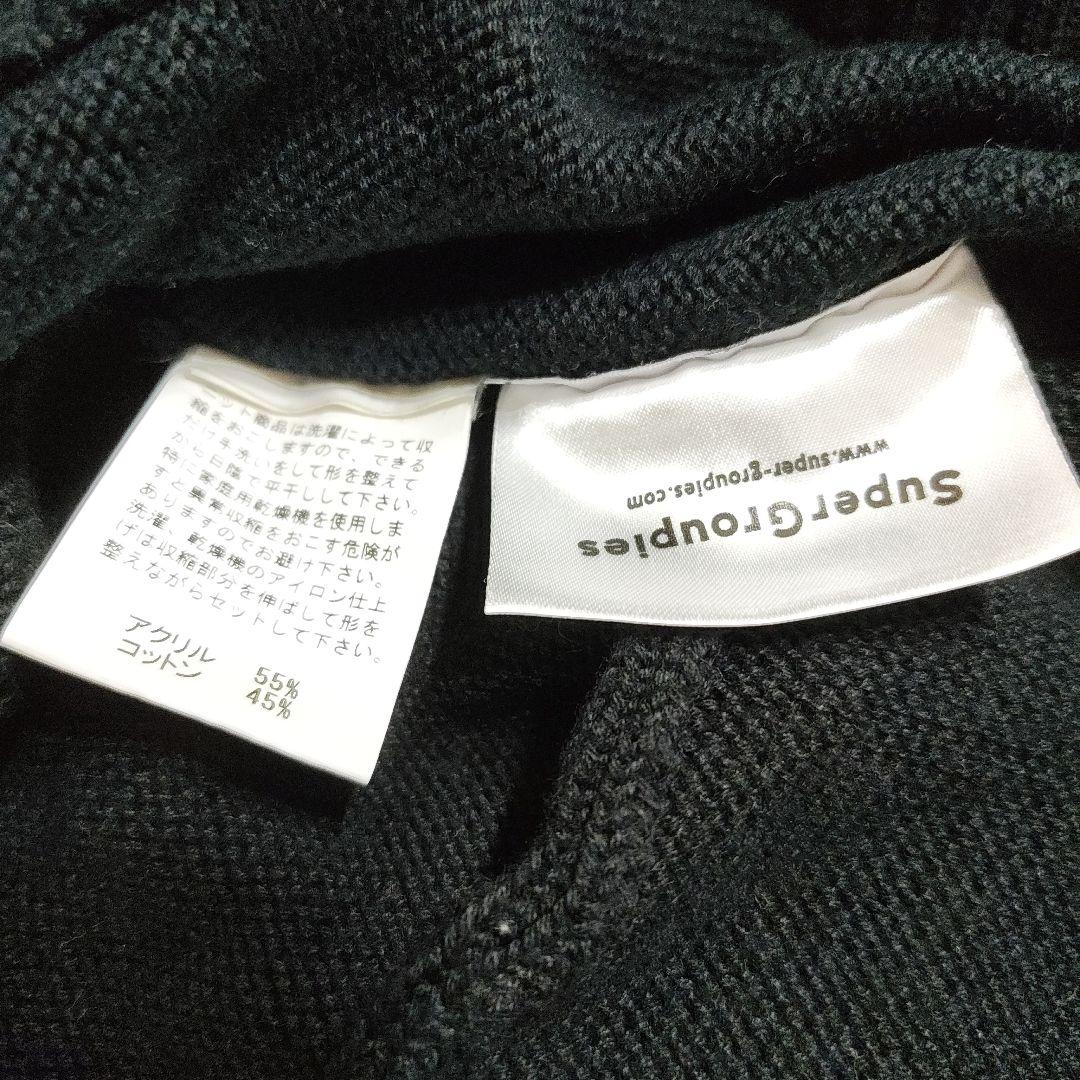 ニット商品は洗濯によって収
縮をおこしますので、できる
だけ手洗いをして形を整えて
から日陰で平干しして下さい。
特に家庭用乾燥機を使用しま
すと異常収縮をおこす危険が
ありますのでお避け下さい。
洗濯、乾燥機のアイロン仕上
げは収縮部分を伸ばして形を
整えながらセットして下さい。
アクリル 55%
コットン 45%
SuperGroupies
www.super-groupies.com